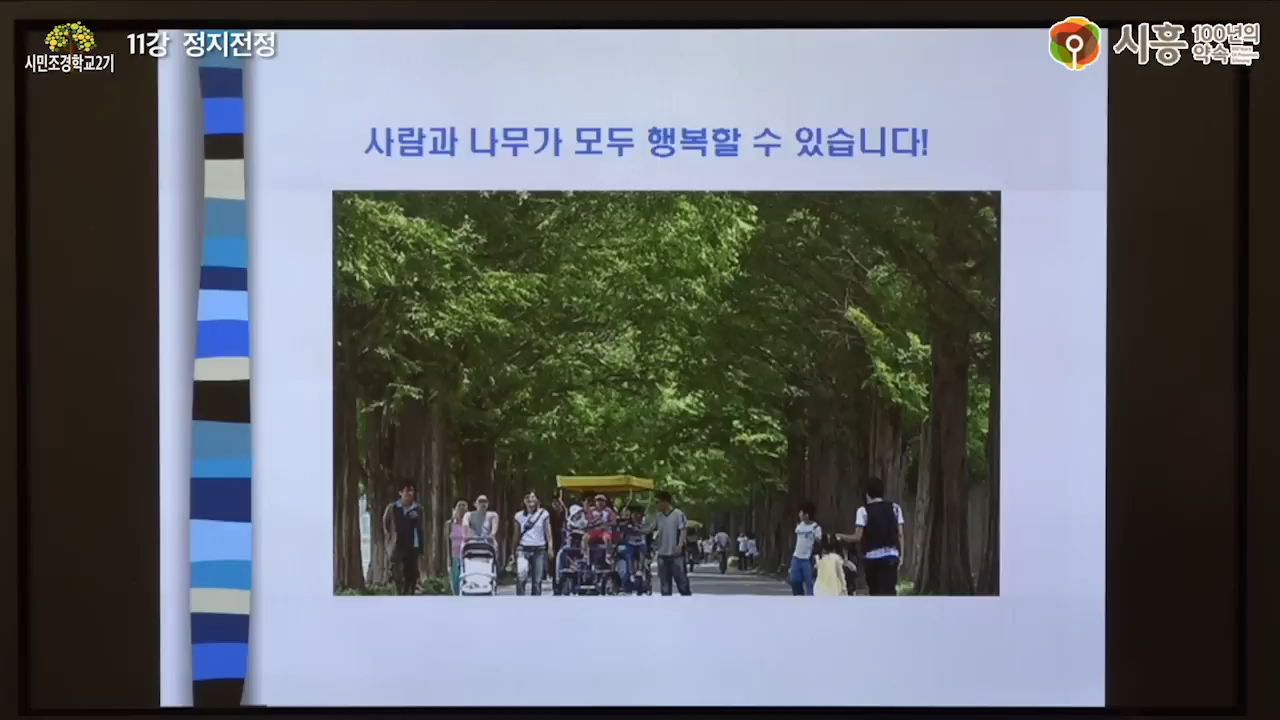 시민조경학교2기
11강 정지전정
시흥
100년의
약속
사람과 나무가 모두 행복할 수 있습니다!